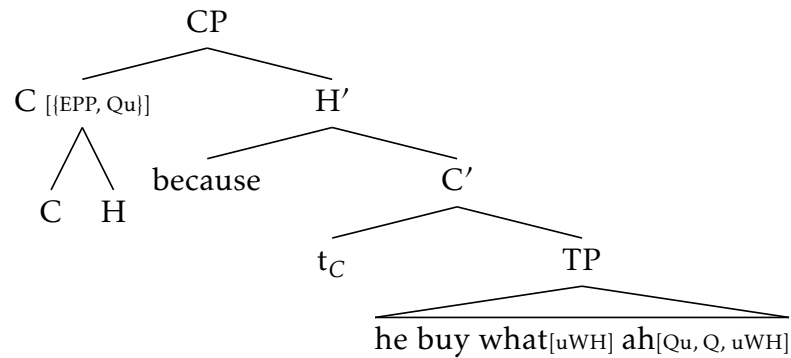 CP
C [{EPP, Qu}] H′
because C′
C H
t_C TP
he buy what[uWH] ah[Qu, Q, uWH]